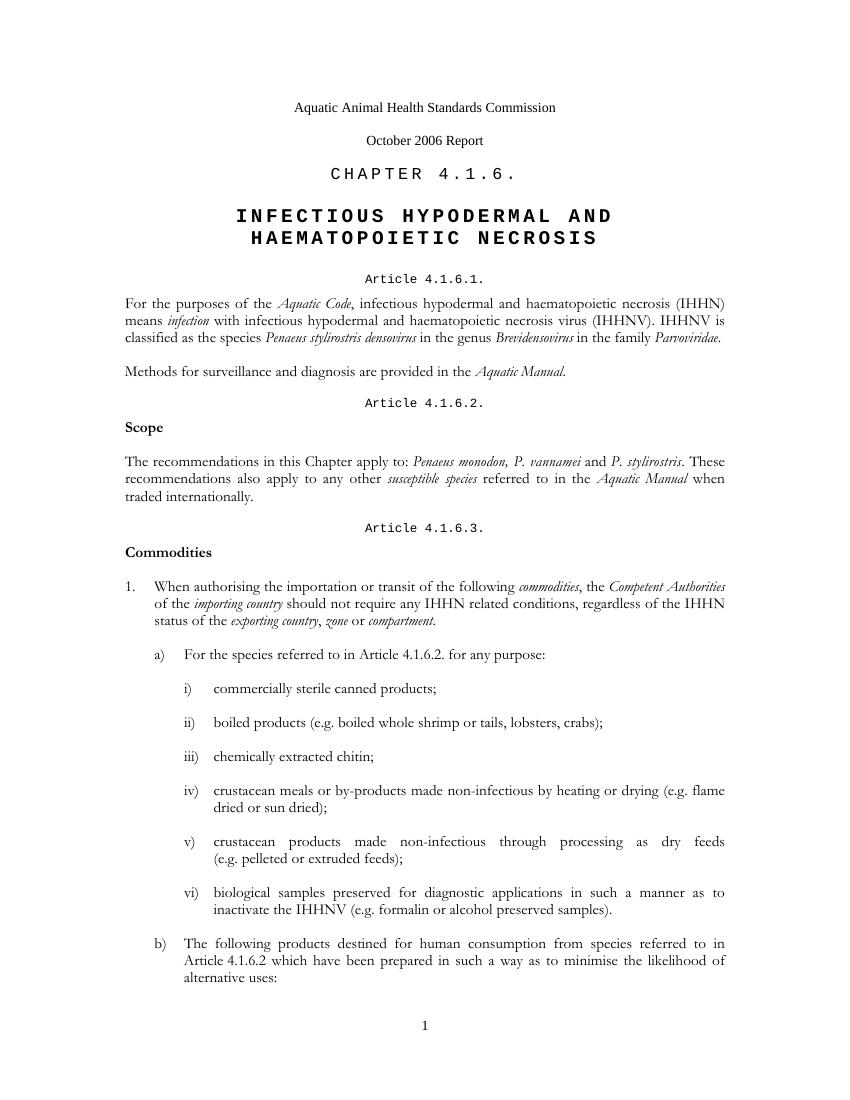 Aquatic Animal Health Standards Commission
October 2006 Report
CHAPTER 4.1.6.
INFECTIOUS HYPODERMAL AND
HAEMATOPOIETIC NECROSIS
Article 4.1.6.1.
For the purposes of the Aquatic Code, infectious hypodermal and haematopoietic necrosis (IHHN)
means infection with infectious hypodermal and haematopoietic necrosis virus (IHHNV). IHHNV is
classified as the species Penaeus stylirostris densovirus in the genus Brevidensovirus in the family Parvoviridae.
Methods for surveillance and diagnosis are provided in the Aquatic Manual.
Article 4.1.6.2.
Scope
The recommendations in this Chapter apply to: Penaeus monodon, P. vannamei and P. stylirostris. These
recommendations also apply to any other susceptible species referred to in the Aquatic Manual when
traded internationally.
Article 4.1.6.3.
Commodities
1. When authorising the importation or transit of the following commodities, the Competent Authorities
of the importing country should not require any IHHN related conditions, regardless of the IHHN
status of the exporting country, zone or compartment.
a) For the species referred to in Article 4.1.6.2. for any purpose:
i) commercially sterile canned products;
ii) boiled products (e.g. boiled whole shrimp or tails, lobsters, crabs);
iii) chemically extracted chitin;
iv) crustacean meals or by-products made non-infectious by heating or drying (e.g. flame
dried or sun dried);
v) crustacean products made non-infectious through processing as dry feeds
(e.g. pelleted or extruded feeds);
vi) biological samples preserved for diagnostic applications in such a manner as to
inactivate the IHHNV (e.g. formalin or alcohol preserved samples).
b) The following products destined for human consumption from species referred to in
Article 4.1.6.2 which have been prepared in such a way as to minimise the likelihood of
alternative uses:
1